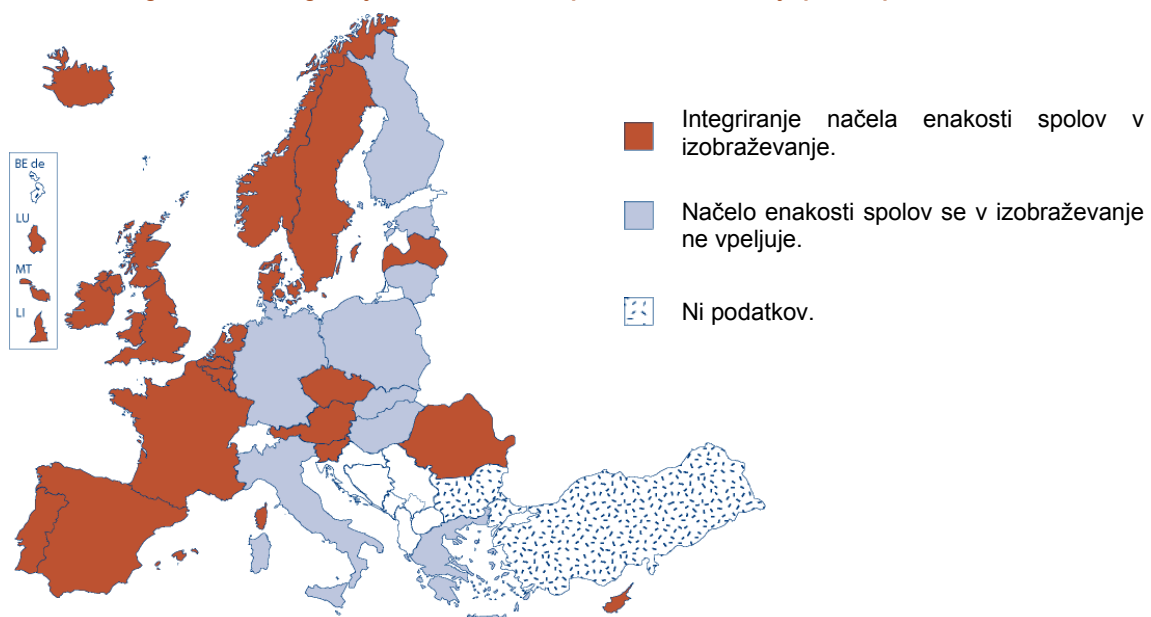 BE de
LU
MT
LI
Integriranje načela enakosti spolov v
izobraževanje.
Načelo enakosti spolov se v izobraževanje
ne vpeljuje.
Ni podatkov.